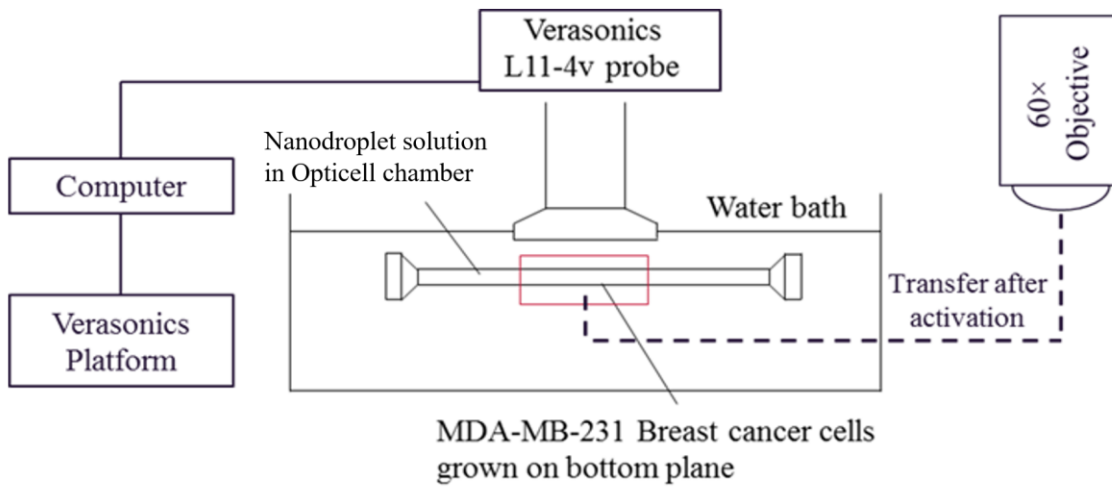 Verasonics
L11-4v probe
60×
Objective
Nanodroplet solution
in Opticell chamber
Computer
Water bath
Transfer after
activation
Verasonics
Platform
MDA-MB-231 Breast cancer cells
grown on bottom plane